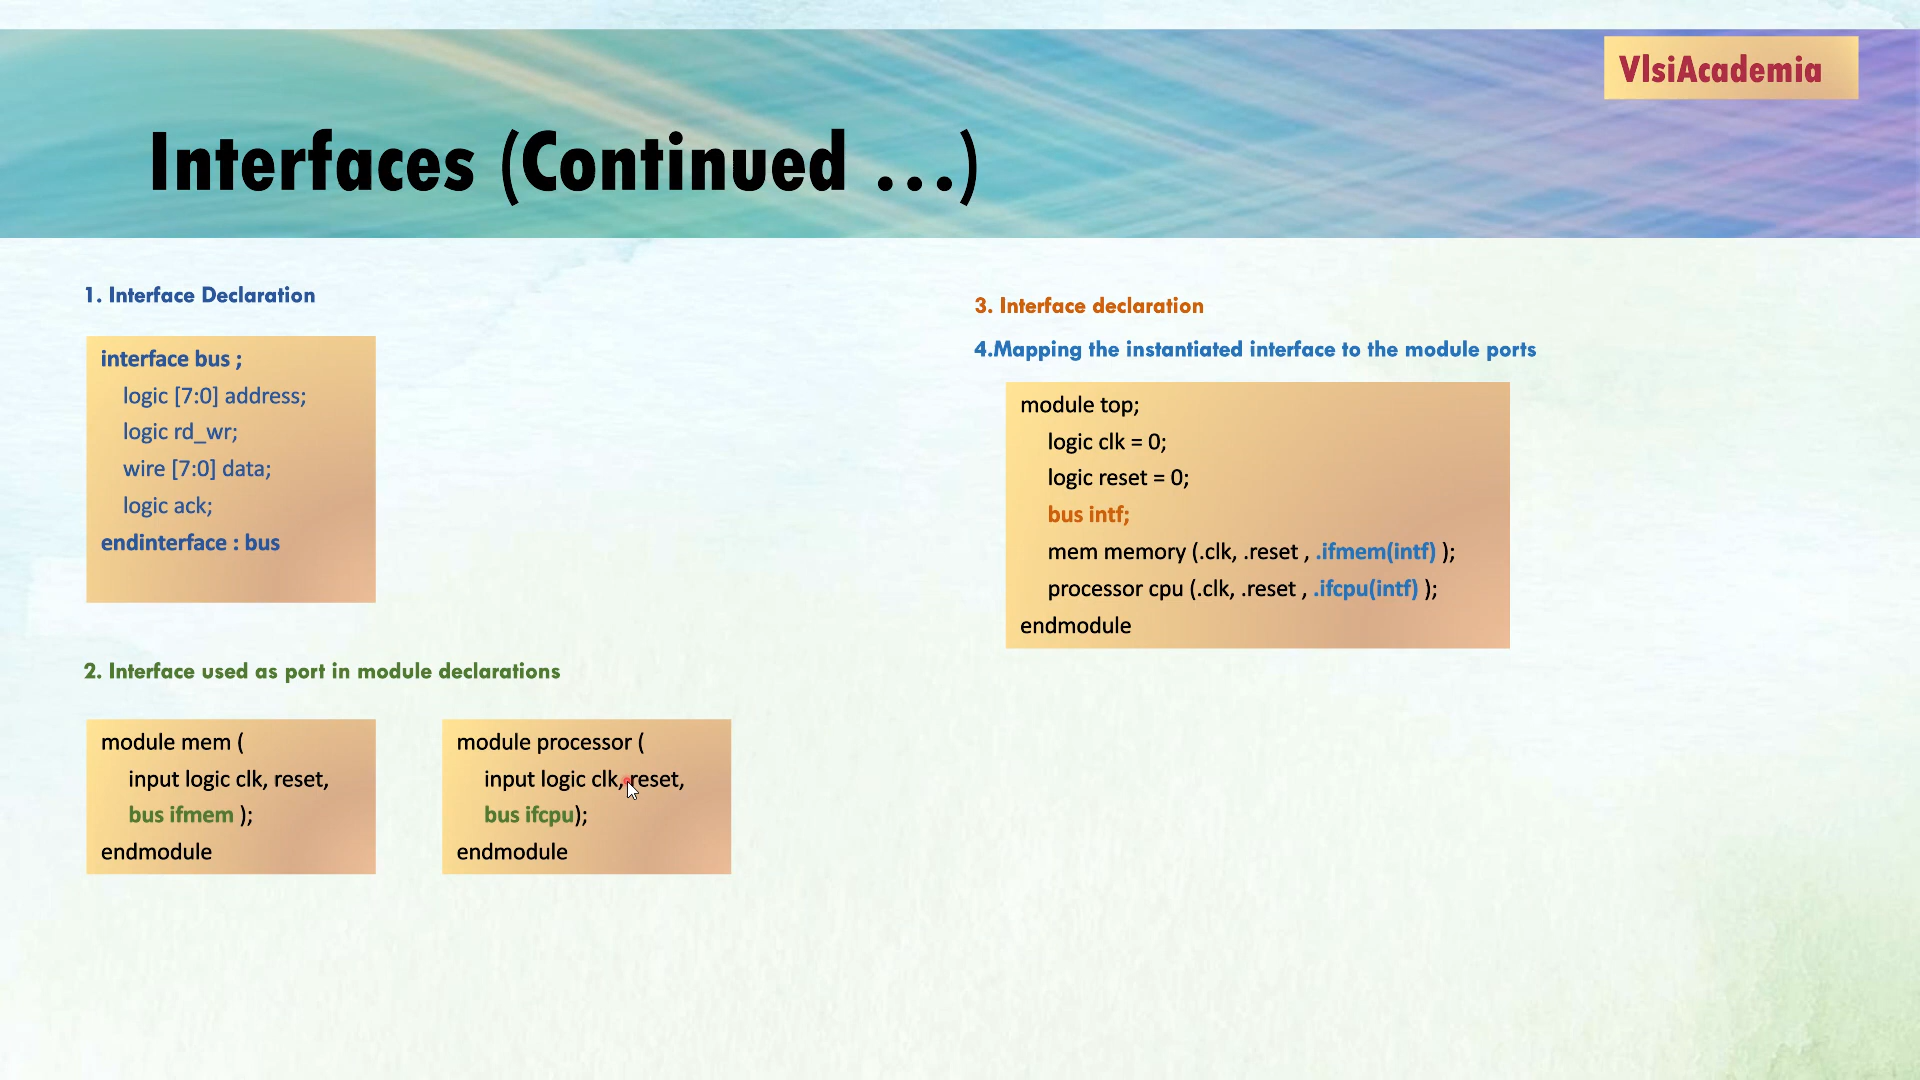 VlsiAcademia
Interfaces (Continued ...)
1. Interface Declaration
interface bus ;
logic [7:0] address;
logic rd_wr;
wire [7:0] data;
logic ack;
endinterface : bus
2. Interface used as port in module declarations
module mem (
input logic clk, reset,
bus ifmem );
endmodule
module processor (
input logic clk, reset,
bus ifcpu);
endmodule
3. Interface declaration
4.Mapping the instantiated interface to the module ports
module top;
logic clk = 0;
logic reset = 0;
bus intf;
mem memory (.clk, .reset , .ifmem(intf) );
processor cpu (.clk, .reset , .ifcpu(intf) );
endmodule